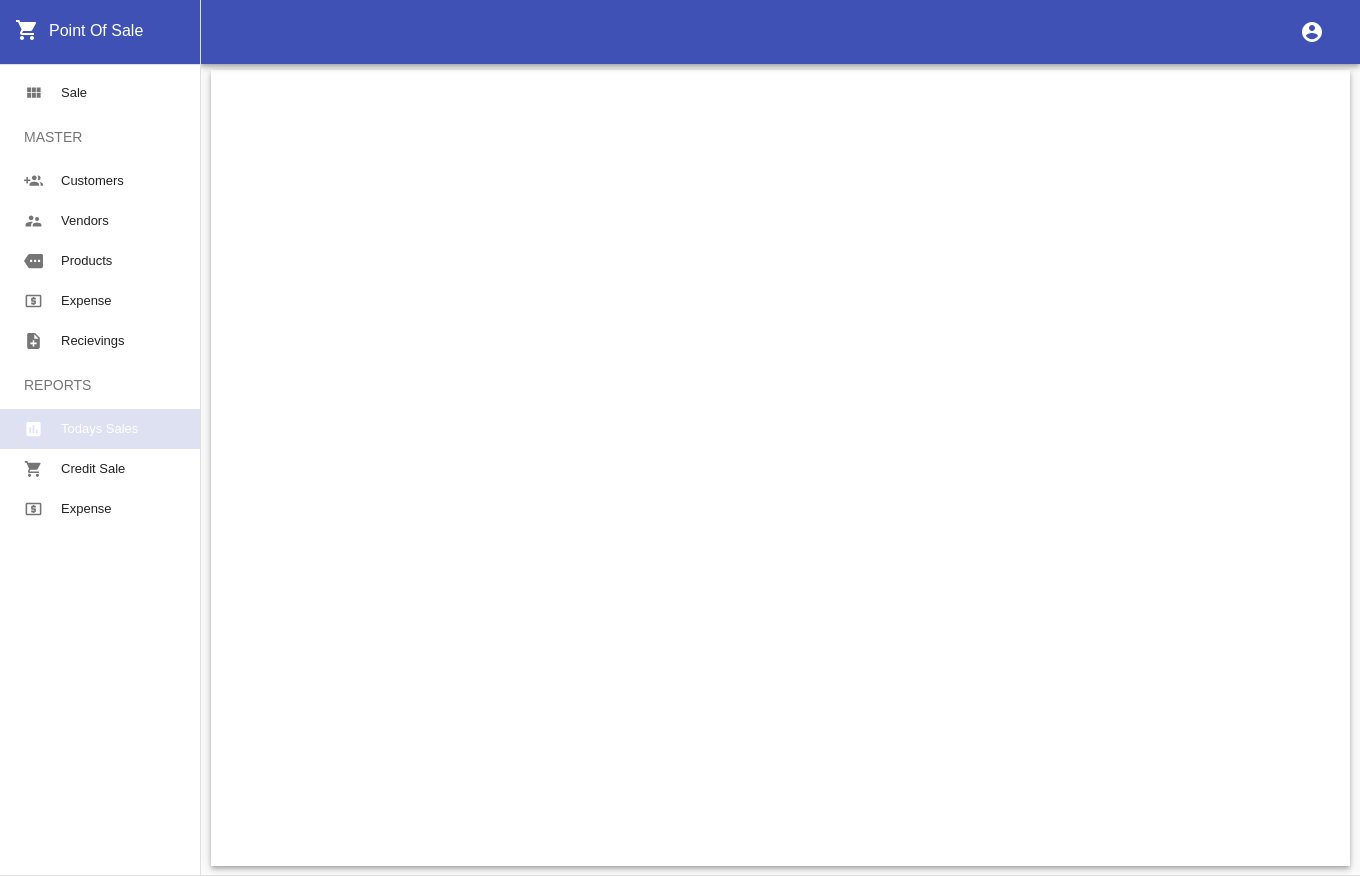 Point Of Sale
Sale
MASTER
Customers
Vendors
Products
Expense
Recievings
REPORTS
Todays Sales
Credit Sale
Expense